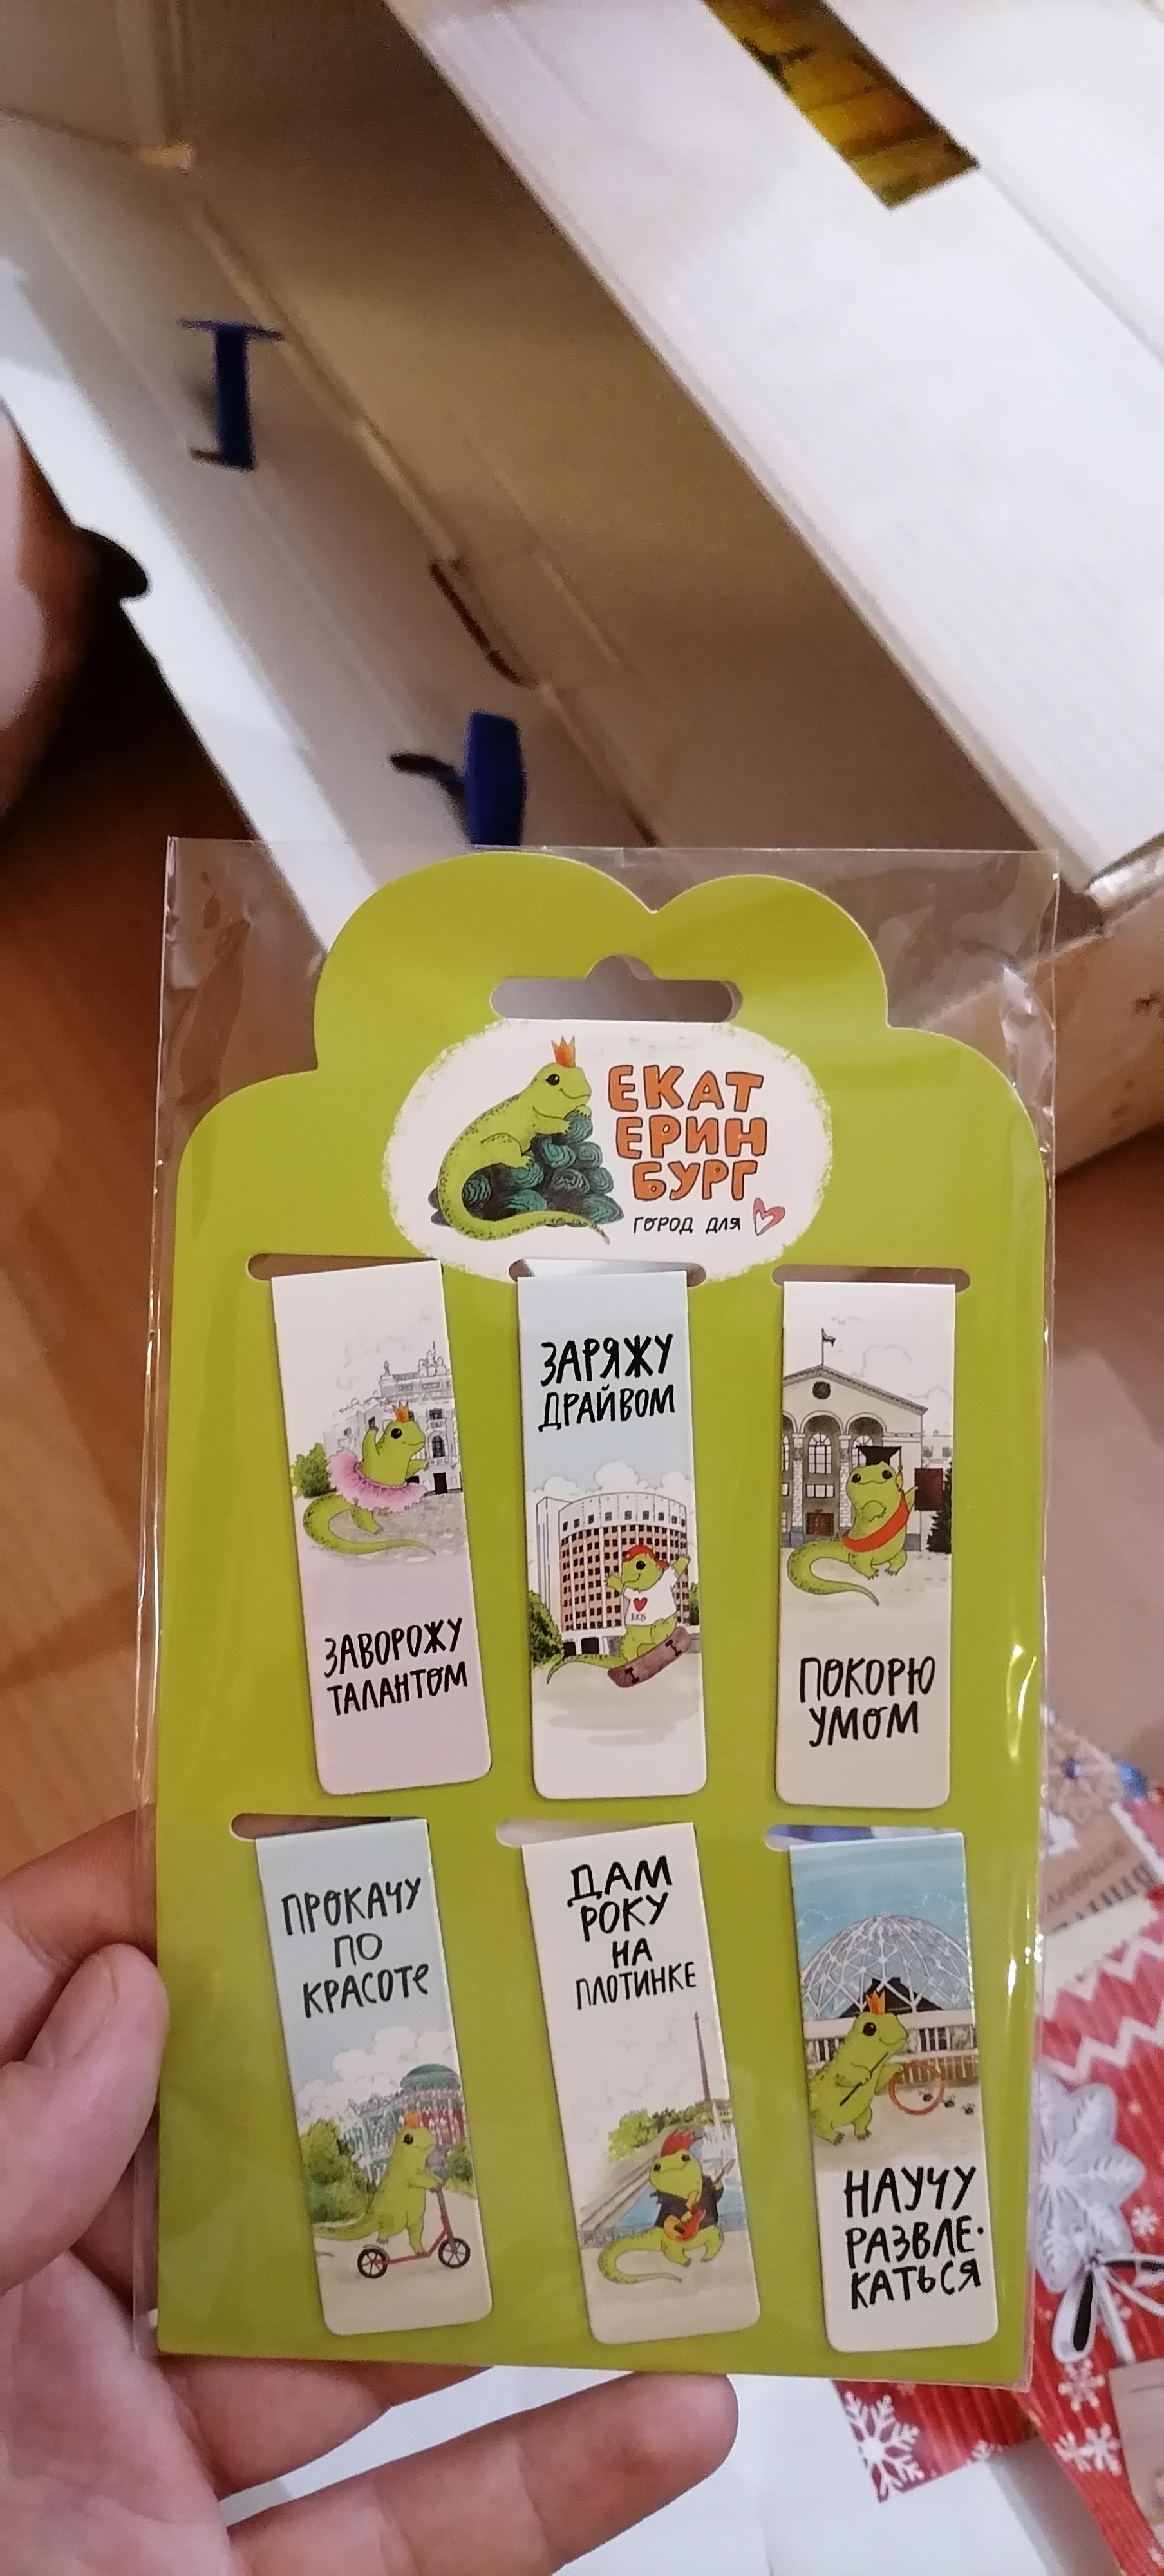 ЕКАТ
ЕРИН
БУРГ
ГОРОД ДЛЯ
ЗАВОРОЖУ
ТАЛАНТОМ
ЗАРЯЖУ
ДРАЙВОМ
ЕКБ
ПОКОРЮ
УМОМ
ПРОКАЧУ
ПО
КРАСОТЕ
ДАМ
РОКУ
НА
ПЛОТИНКЕ
НАУЧУ
РАЗВЛЕ-
КАТЬСЯ